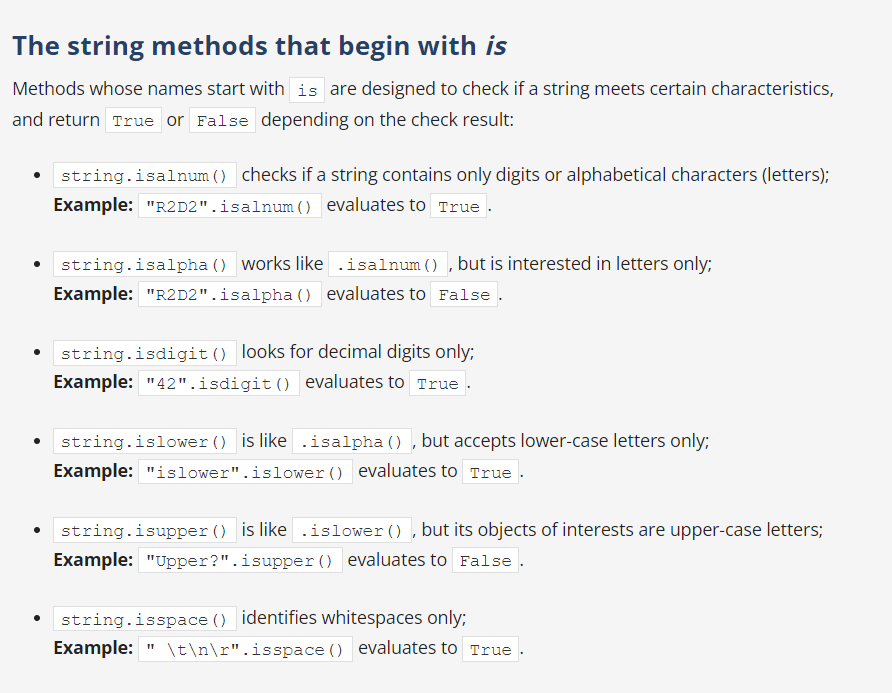 The string methods that begin with is
Methods whose names start with is are designed to check if a string meets certain characteristics,
and return True or False depending on the check result:
• string.isalnum() checks if a string contains only digits or alphabetical characters (letters);
Example: "R2D2".isalnum() evaluates to True.
• string.isalpha() works like .isalnum(), but is interested in letters only;
Example: "R2D2".isalpha() evaluates to False.
• string.isdigit() looks for decimal digits only;
Example: "42".isdigit() evaluates to True.
• string.islower() is like .isalpha(), but accepts lower-case letters only;
Example: "islower".islower() evaluates to True.
• string.isupper() is like .islower(), but its objects of interests are upper-case letters;
Example: "Upper?".isupper() evaluates to False.
• string.isspace() identifies whitespaces only;
Example: " \t\n\r".isspace() evaluates to True.